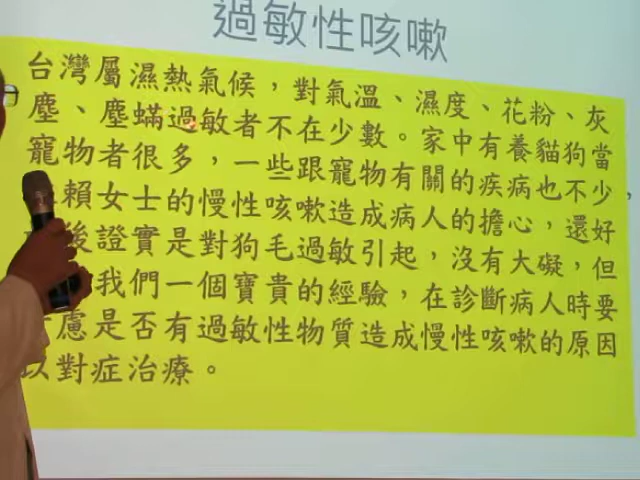 過敏性咳嗽
台灣屬濕熱氣候，對氣溫、濕度、花粉、灰
塵、塵蟎過敏者不在少數。家中有養貓狗當
寵物者很多，一些跟寵物有關的疾病也不少，
賴女士的慢性咳嗽造成病人的擔心，還好
後證實是對狗毛過敏引起，沒有大礙，但
我們一個寶貴的經驗，在診斷病人時要
慮是否有過敏性物質造成慢性咳嗽的原因
以對症治療。